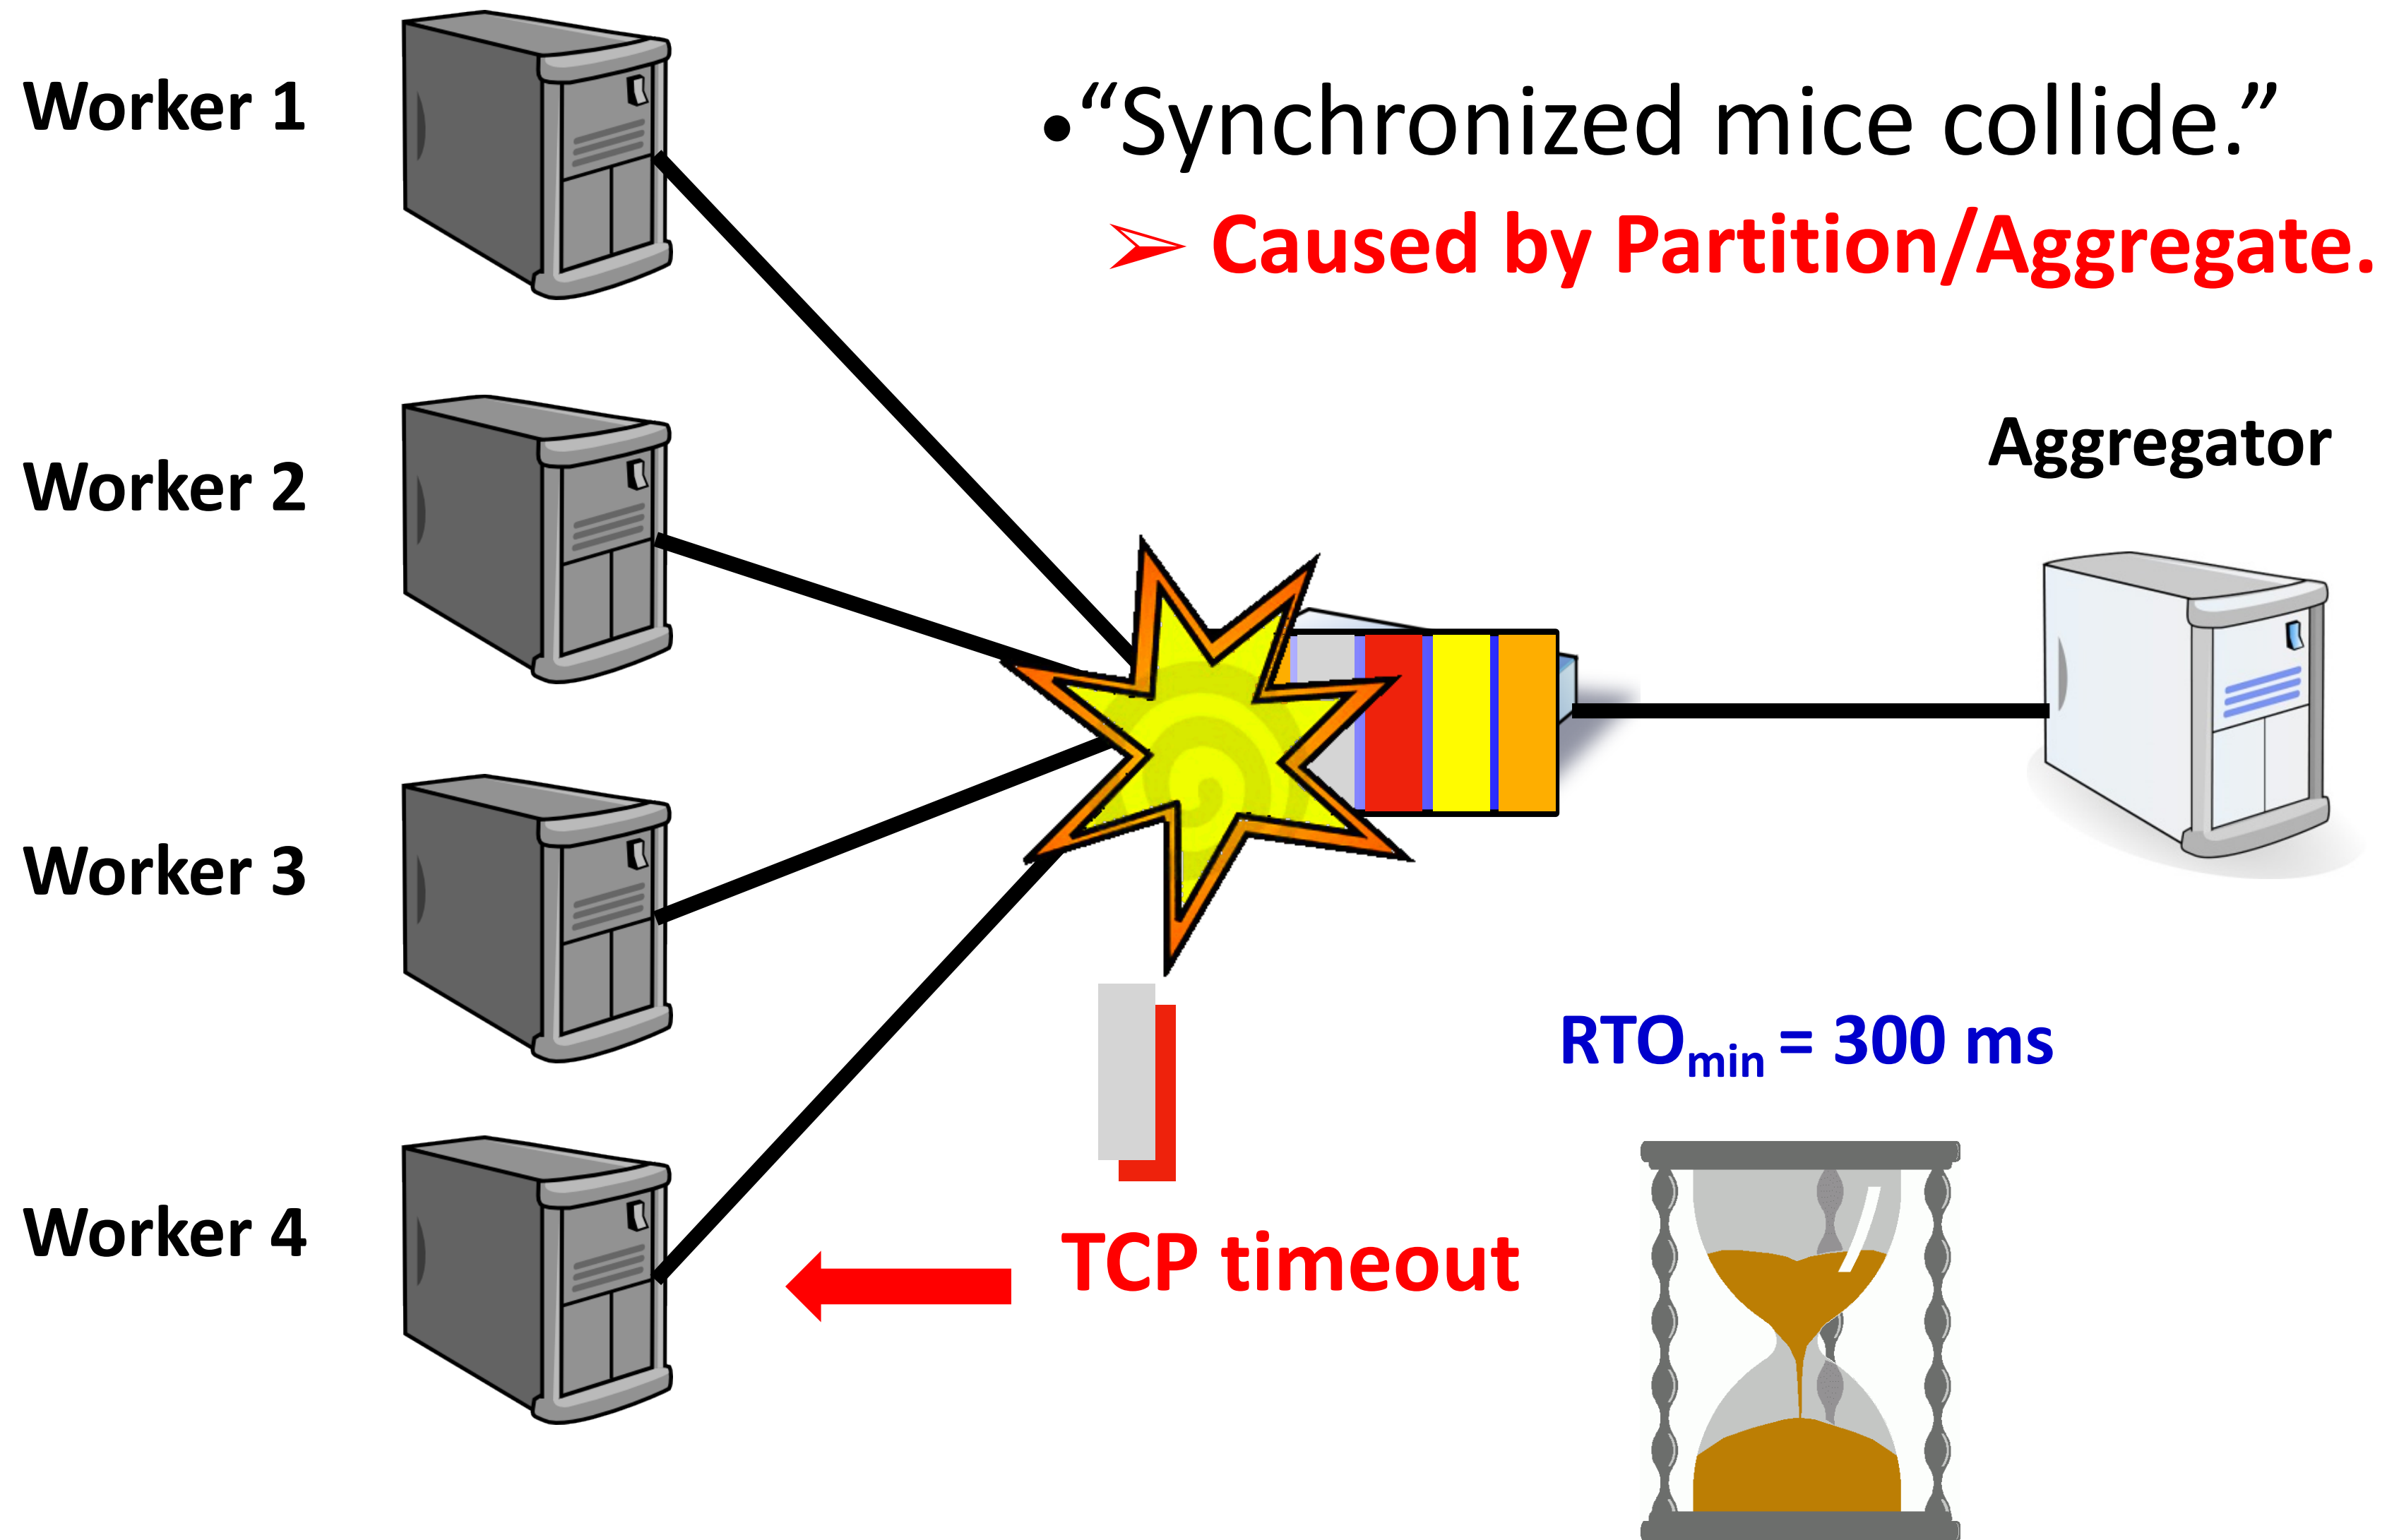 Worker 1
•“Synchronized mice collide.”
➢ Caused by Partition/Aggregate.
Aggregator
Worker 2
Worker 3
RTOmin = 300 ms
Worker 4
TCP timeout